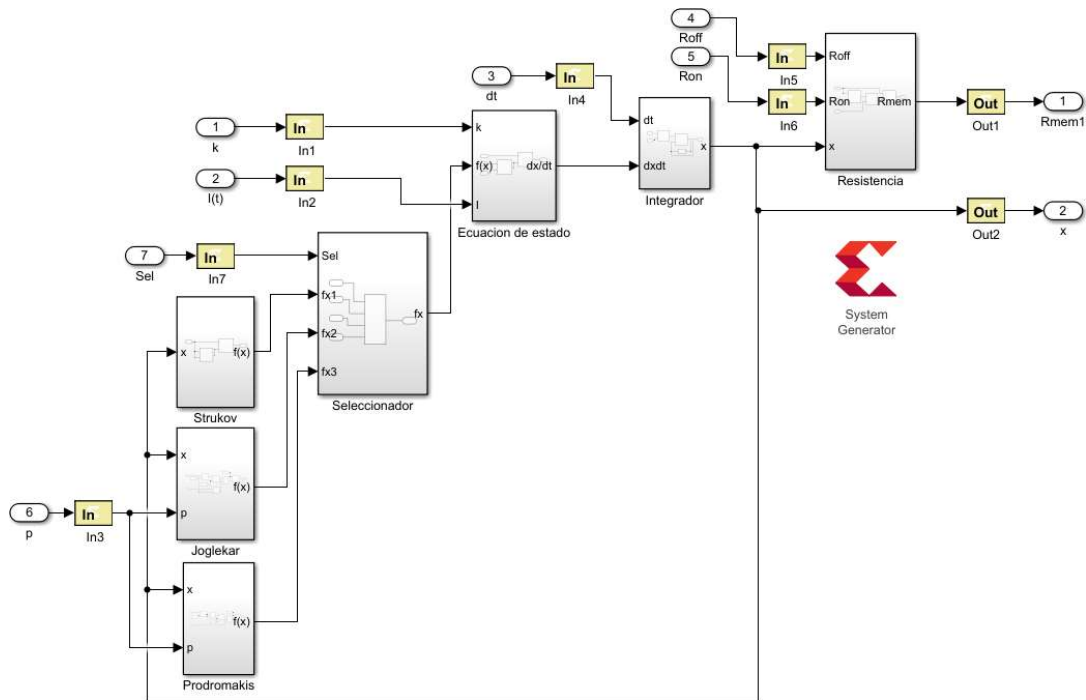 4
Roff
In
In5
5
Ron
In
In6
Roff
Ron
Rmem
x
Resistencia
Out
Out1
1
Rmem1
3
dt
In
In4
dt
x
dxdt
Integrador
1
k
In
In1
2
I(t)
In
In2
k
f(x)
dx/dt
I
Ecuacion de estado
Out
Out2
2
x
7
Sel
In
In7
Sel
fx1
fx2
fx3
fx
Seleccionador
System
Generator
x
f(x)
Strukov
x
f(x)
p
Joglekar
6
p
In
In3
x
f(x)
p
Prodromakis